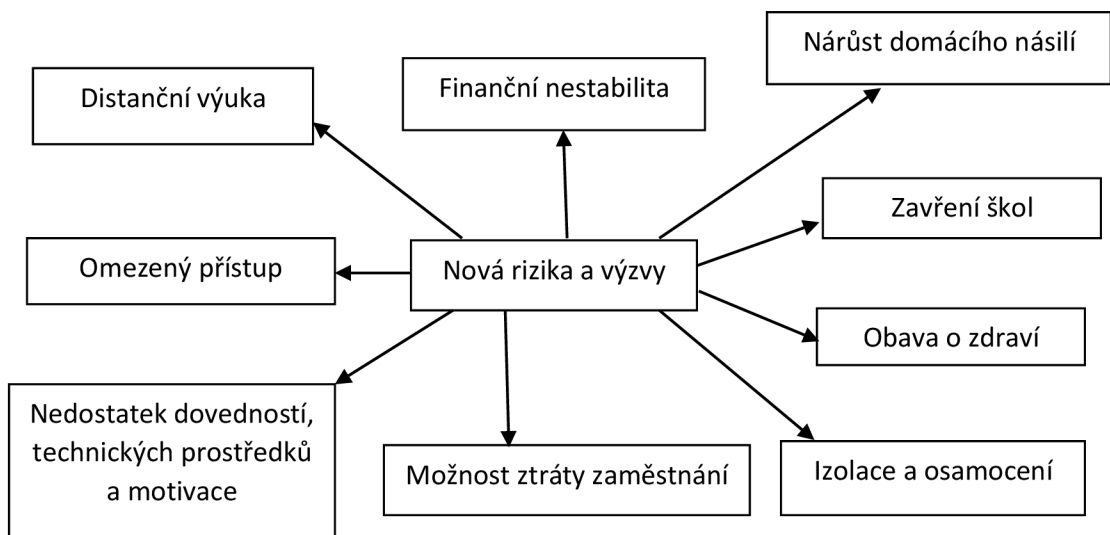 Nárůst domácího násilí
Finanční nestabilita
Distanční výuka
Zavření škol
Omezený přístup
Nová rizika a výzvy
Obava o zdraví
Nedostatek dovedností,
technických prostředků
a motivace
Možnost ztráty zaměstnání
Izolace a osamocení